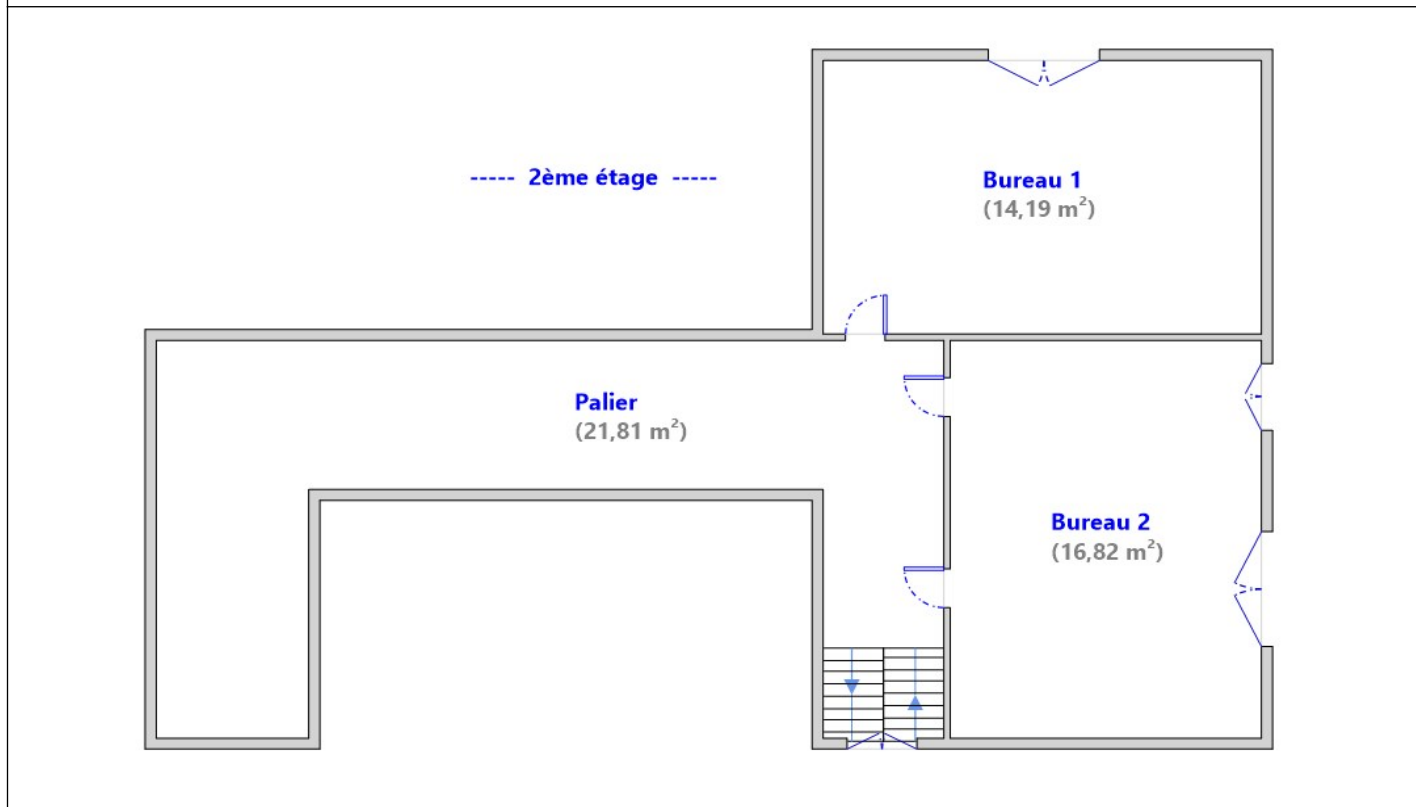 ----- 2ème étage -----
Bureau 1
(14,19 m²)
Palier
(21,81 m²)
Bureau 2
(16,82 m²)